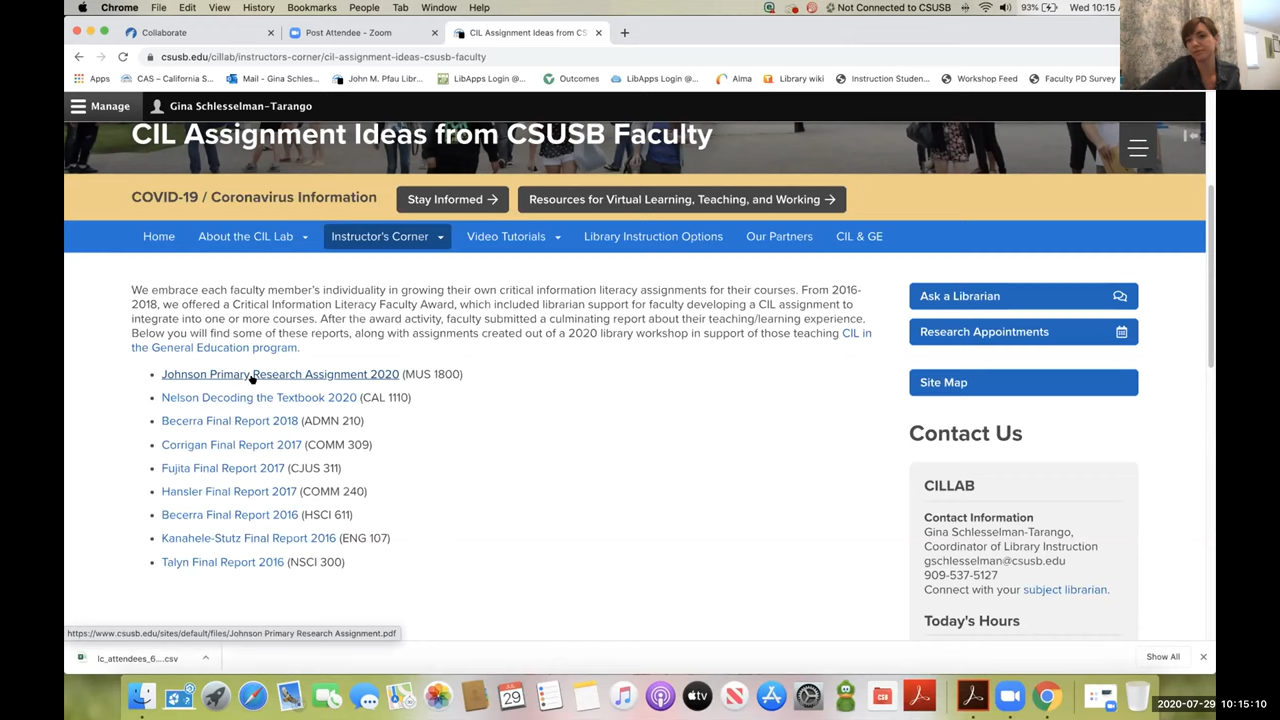 Chrome File Edit View History Bookmarks People Tab Window Help Not Connected to CSUSB 93% Wed 10:15 A
Collaborate Post Attendee - Zoom CIL Assignment Ideas from CS
csusb.edu/cillab/instructors-corner/cil-assignment-ideas-csusb-faculty
Apps CAS – California S... Mail - Gina Schles... John M. Pfau Libr... LibApps Login @... Outcomes LibApps Login @... Alma Library wiki Instruction Studen... Workshop Feed Faculty PD Survey
Manage Gina Schlesselman-Tarango
CIL Assignment Ideas from CSUSB Faculty
COVID-19 / Coronavirus Information Stay Informed → Resources for Virtual Learning, Teaching, and Working →
Home About the CIL Lab Instructor's Corner Video Tutorials Library Instruction Options Our Partners CIL & GE
We embrace each faculty member's individuality in growing their own critical information literacy assignments for their courses. From 2016-
2018, we offered a Critical Information Literacy Faculty Award, which included librarian support for faculty developing a CIL assignment to
integrate into one or more courses. After the award activity, faculty submitted a culminating report about their teaching/learning experience.
Below you will find some of these reports, along with assignments created out of a 2020 library workshop in support of those teaching CIL in
the General Education program.
• Johnson Primary Research Assignment 2020 (MUS 1800)
• Nelson Decoding the Textbook 2020 (CAL 1110)
• Becerra Final Report 2018 (ADMN 210)
• Corrigan Final Report 2017 (COMM 309)
• Fujita Final Report 2017 (CJUS 311)
• Hansler Final Report 2017 (COMM 240)
• Becerra Final Report 2016 (HSCI 611)
• Kanahele-Stutz Final Report 2016 (ENG 107)
• Talyn Final Report 2016 (NSCI 300)
Ask a Librarian
Research Appointments
Site Map
Contact Us
CILLAB
Contact Information
Gina Schlesselman-Tarango,
Coordinator of Library Instruction
gschlesselman@csusb.edu
909-537-5127
Connect with your subject librarian.
Today's Hours
https://www.csusb.edu/sites/default/files/Johnson Primary Research Assignment.pdf
lc_attendees_6....csv Show All
JUL
29
tv
CSB
2020-07-29 10:15:10